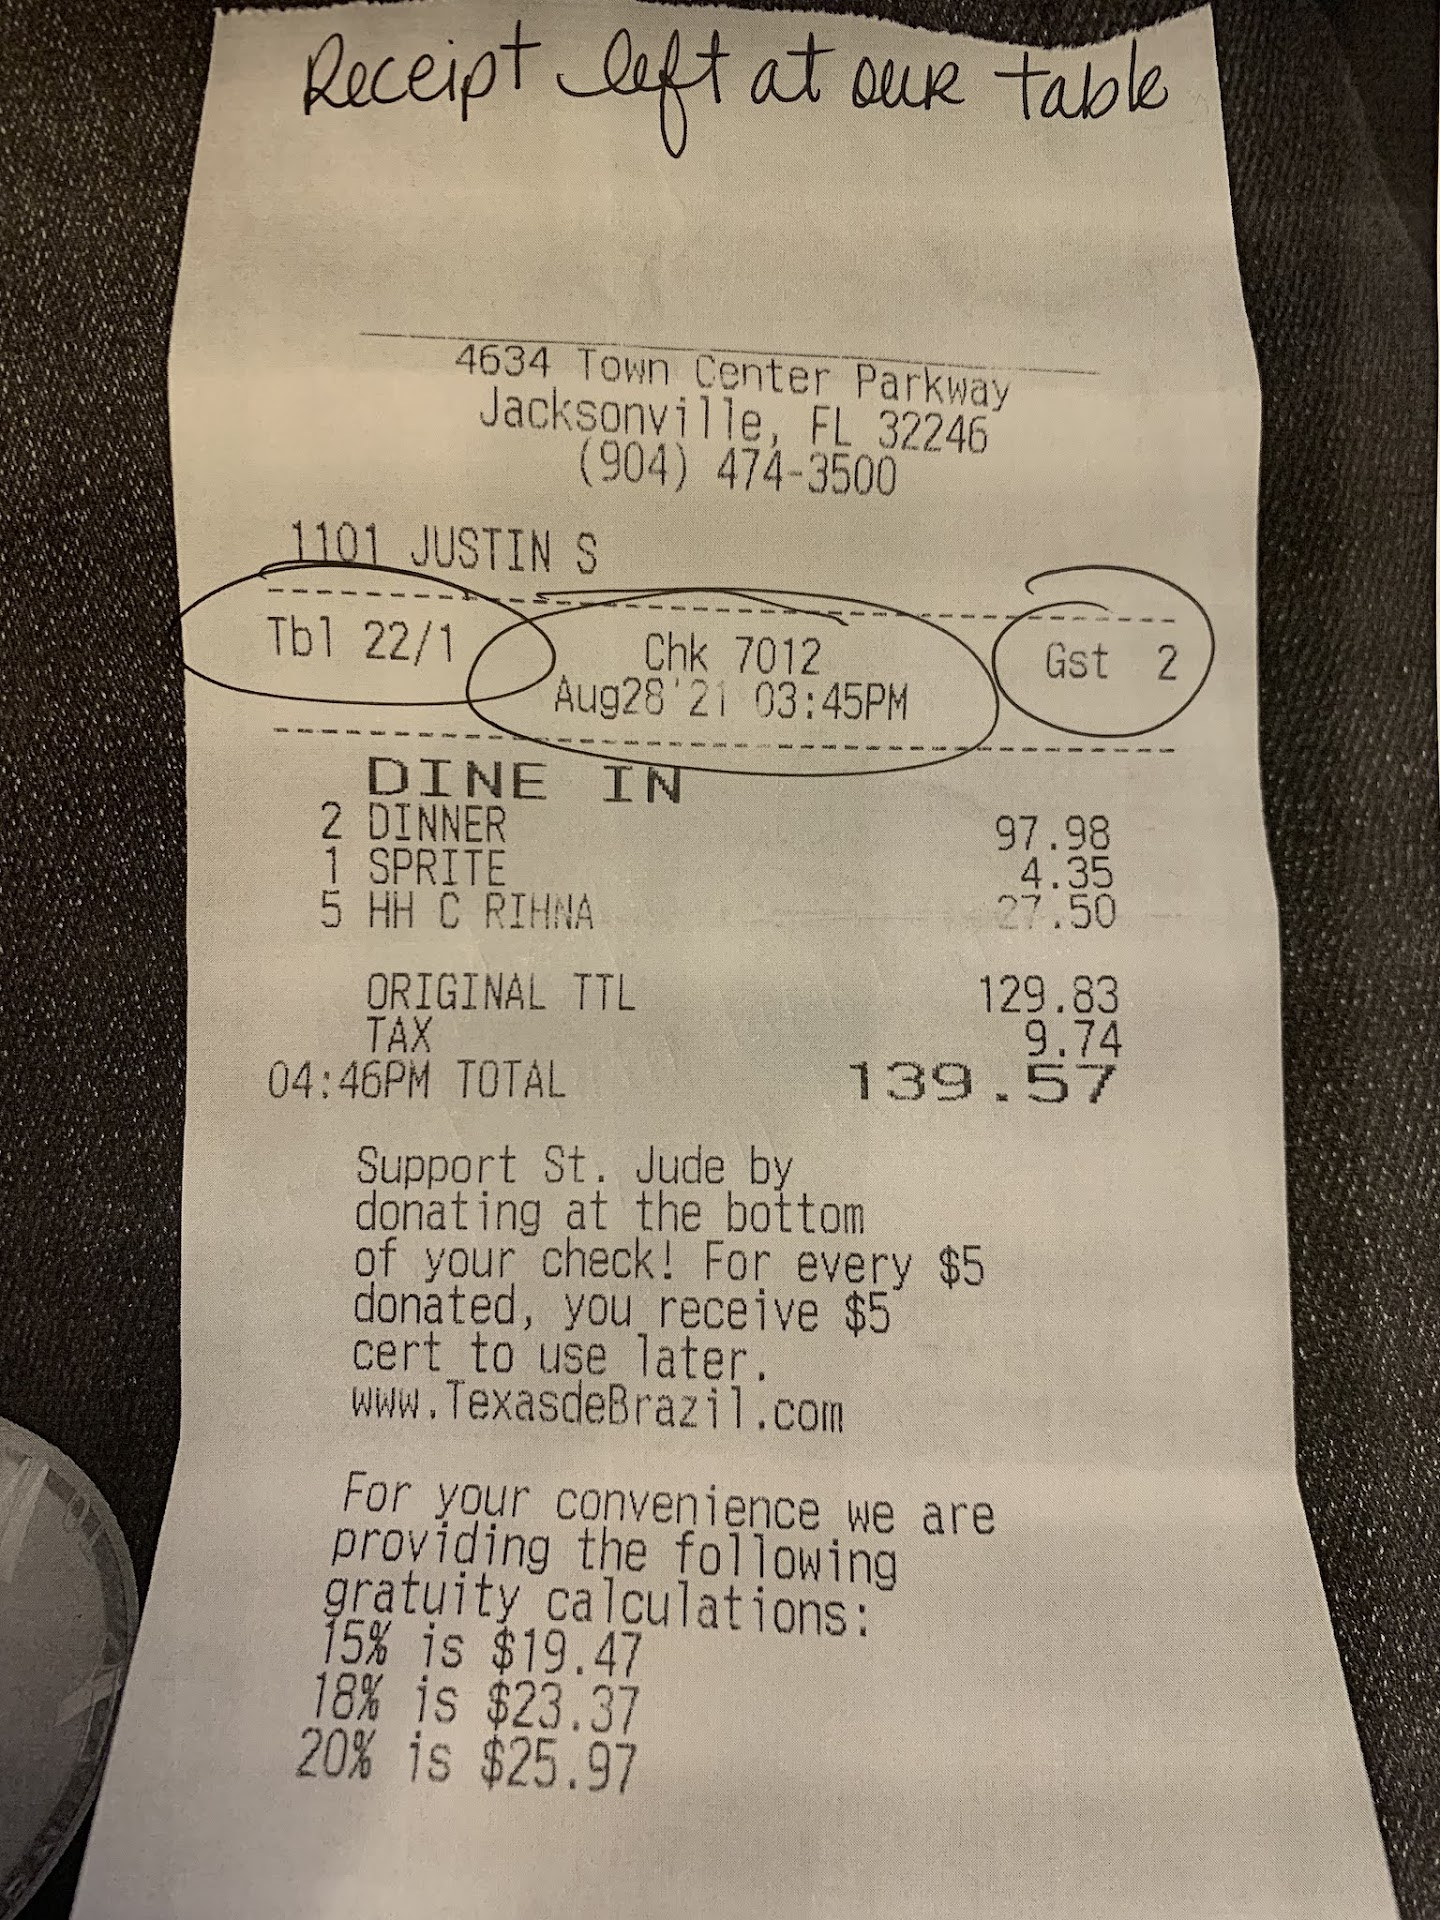 Receipt left at our table
4634 Town Center Parkway
Jacksonville, FL 32246
(904) 474-3500
1101 JUSTIN S
Tbl 22/1 Chk 7012 Gst 2
Aug28'21 03:45PM
DINE IN
2 DINNER 97.98
1 SPRITE 4.35
5 HH C RIHNA 27.50
ORIGINAL TTL 129.83
TAX 9.74
04:46PM TOTAL 139.57
Support St. Jude by
donating at the bottom
of your check! For every $5
donated, you receive $5
cert to use later.
www.TexasdeBrazil.com
For your convenience we are
providing the following
gratuity calculations:
15% is $19.47
18% is $23.37
20% is $25.97